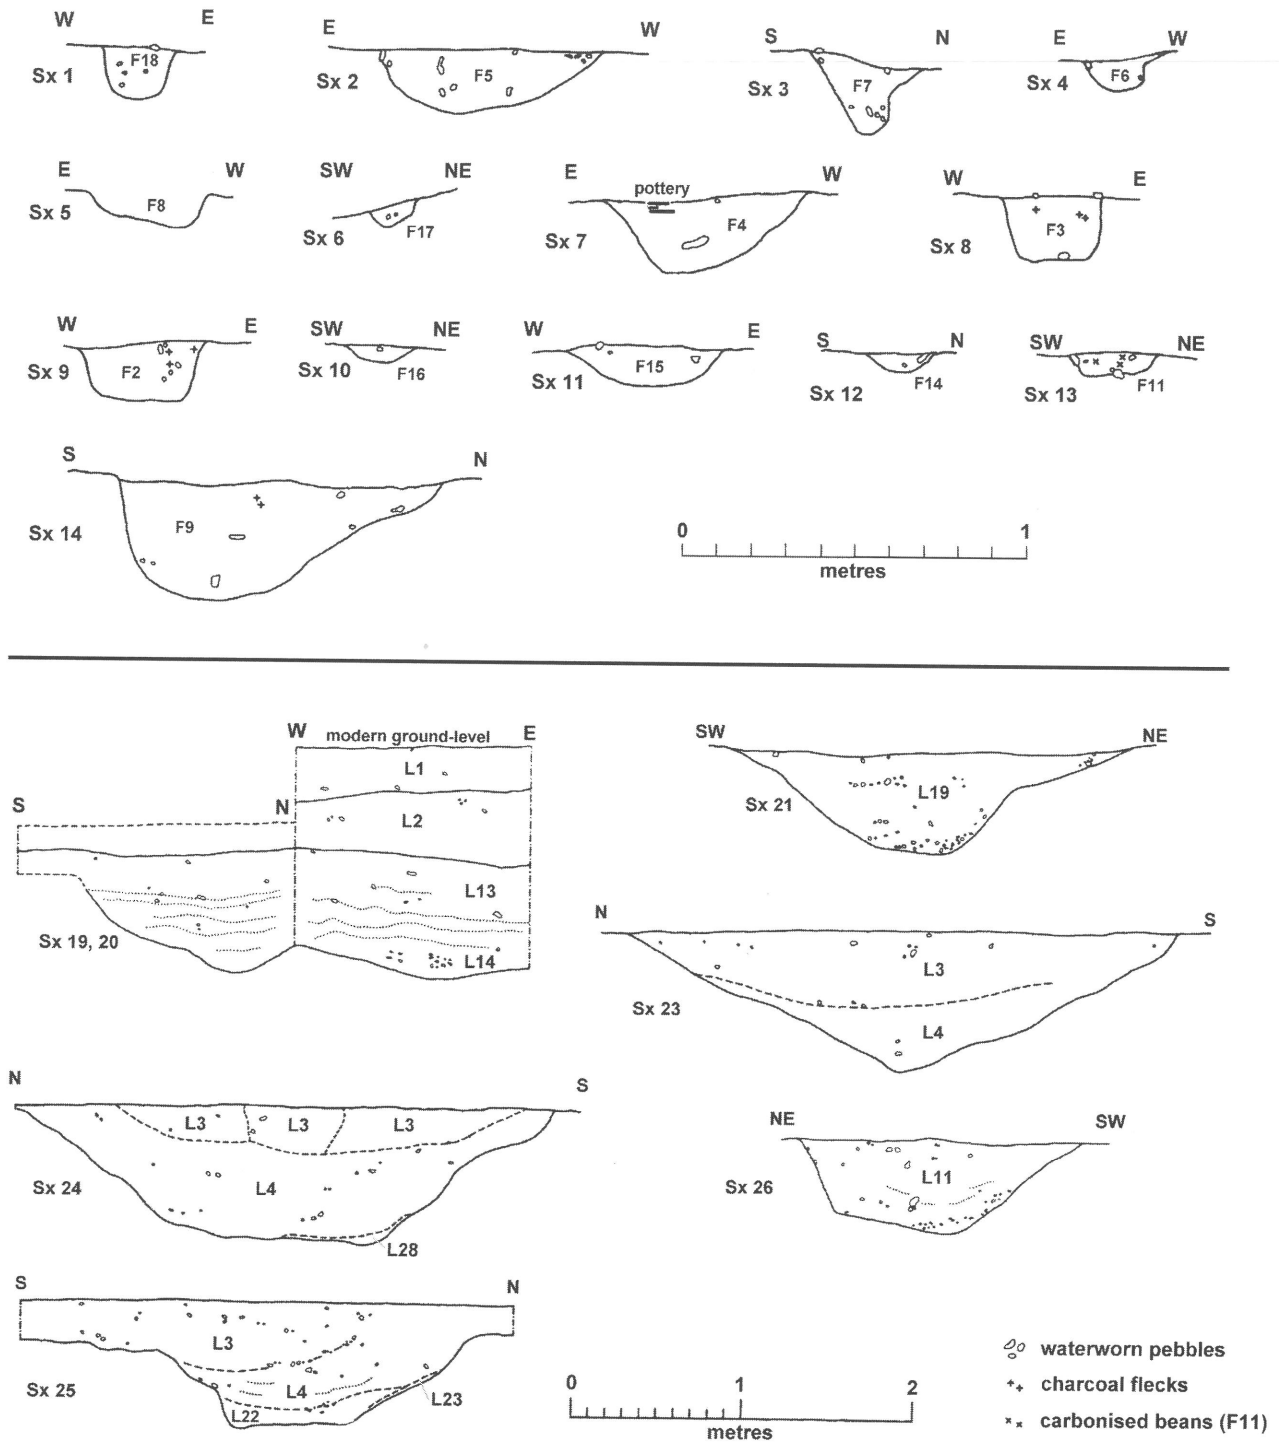 W E E W S N E W
Sx 1 F18 Sx 2 F5 Sx 3 F7 Sx 4 F6
E W SW NE E W W E
Sx 5 F8 Sx 6 F17 Sx 7 pottery F4 Sx 8 F3
W E SW NE W E S N SW NE
Sx 9 F2 Sx 10 F16 Sx 11 F15 Sx 12 F14 Sx 13 F11
S N
Sx 14 F9
0 1
metres
W modern ground-level E
L1
S N
L2
L13
Sx 19, 20
L14
SW NE
Sx 21 L19
N S
L3
Sx 23
L4
N S
L3 L3 L3
Sx 24 L4
L28
NE SW
Sx 26 L11
S N
L3
Sx 25 L4
L22 L23
0 1 2
metres
waterworn pebbles
charcoal flecks
carbonised beans (F11)